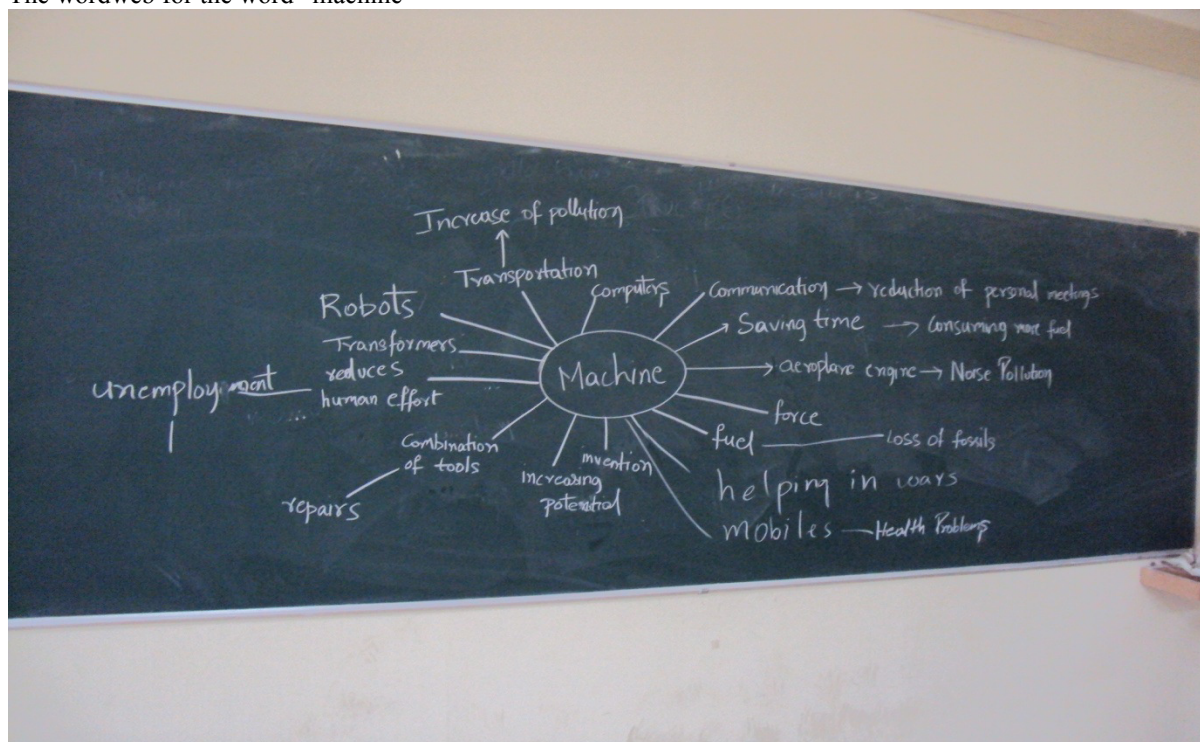 The wordweb for the word "machine"
Increase of pollution
Transportation
Computers
Communication → reduction of personal meetings
Robots
Saving time → Consuming more fuel
Transformers
Machine
aeroplane engine → Noise Pollution
reduces
human effort
unemployment
force
fuel
loss of fossils
Combination
of tools
invention
increasing
potential
helping in wars
repairs
mobiles
Health Problems